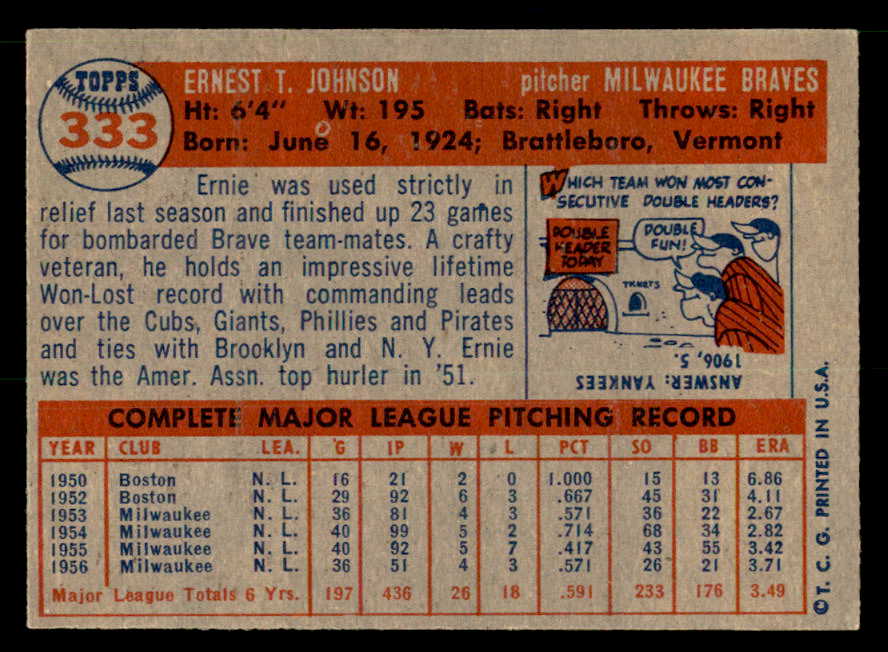 TOPPS
333
ERNEST T. JOHNSON pitcher MILWAUKEE BRAVES
Ht: 6'4" Wt: 195 Bats: Right Throws: Right
Born: June 16, 1924; Brattleboro, Vermont
Ernie was used strictly in
relief last season and finished up 23 games
for bombarded Brave team-mates. A crafty
veteran, he holds an impressive lifetime
Won-Lost record with commanding leads
over the Cubs, Giants, Phillies and Pirates
and ties with Brooklyn and N. Y. Ernie
was the Amer. Assn. top hurler in '51.
WHICH TEAM WON MOST CON-
SECUTIVE DOUBLE HEADERS?
DOUBLE
HEADER
TODAY
DOUBLE
FUN!
TICKETS
ANSWER: YANKEES
1906, 5.
COMPLETE MAJOR LEAGUE PITCHING RECORD
YEAR CLUB LEA. G IP W L PCT SO BB ERA
1950 Boston N. L. 16 21 2 0 1.000 15 13 6.86
1952 Boston N. L. 29 92 6 3 .667 45 31 4.11
1953 Milwaukee N. L. 36 81 4 3 .571 36 22 2.67
1954 Milwaukee N. L. 40 99 5 2 .714 68 34 2.82
1955 Milwaukee N. L. 40 92 5 7 .417 43 55 3.42
1956 Milwaukee N. L. 36 51 4 3 .571 26 21 3.71
Major League Totals 6 Yrs. 197 436 26 18 .591 233 176 3.49
©T. C. G. PRINTED IN U.S.A.